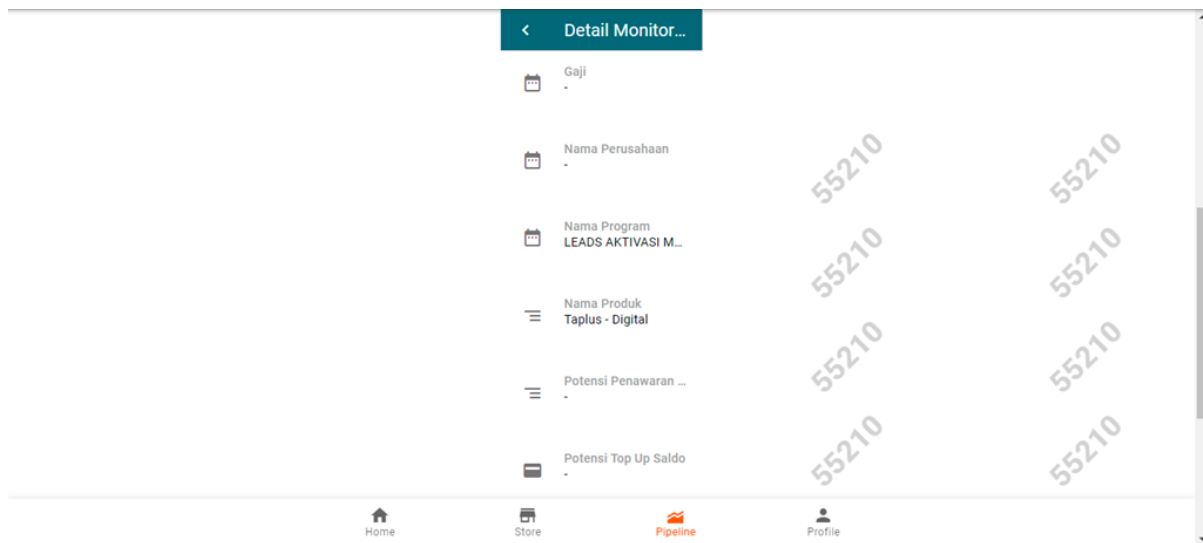 Detail Monitor...
Gaji
-
Nama Perusahaan
-
Nama Program
LEADS AKTIVASI M...
Nama Produk
Taplus - Digital
Potensi Penawaran ...
-
Potensi Top Up Saldo
-
55210 55210
55210 55210
55210 55210
55210 55210
Home Store Pipeline Profile